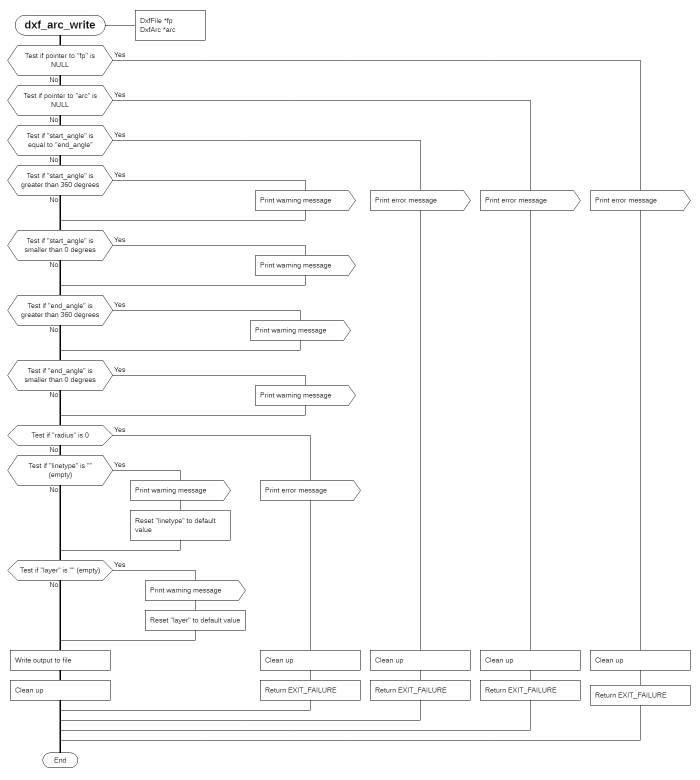 dxf_arc_write
DxfFile *fp
DxfArc *arc
Test if pointer to "fp" is
NULL
Yes
No
Test if pointer to "arc" is
NULL
Yes
No
Test if "start_angle" is
equal to "end_angle"
Yes
No
Test if "start_angle" is
greater than 360 degrees
Yes
No
Print warning message
Print error message
Print error message
Print error message
Test if "start_angle" is
smaller than 0 degrees
Yes
No
Print warning message
Test if "end_angle" is
greater than 360 degrees
Yes
No
Print warning message
Test if "end_angle" is
smaller than 0 degrees
Yes
No
Print warning message
Test if "radius" is 0
Yes
No
Test if "linetype" is ""
(empty)
Yes
No
Print warning message
Print error message
Reset "linetype" to default
value
Test if "layer" is "" (empty)
Yes
No
Print warning message
Reset "layer" to default value
Write output to file
Clean up
Clean up
Clean up
Clean up
Clean up
Return EXIT_FAILURE
Return EXIT_FAILURE
Return EXIT_FAILURE
Return EXIT_FAILURE
End